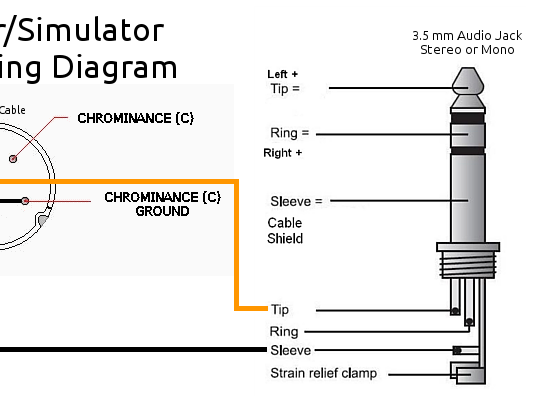 r/Simulator
ing Diagram
3.5 mm Audio Jack
Stereo or Mono
Left +
Tip =
Cable
CHROMINANCE (C)
Ring =
Right +
CHROMINANCE (C)
GROUND
Sleeve =
Cable
Shield
Tip
Ring
Sleeve
Strain relief clamp